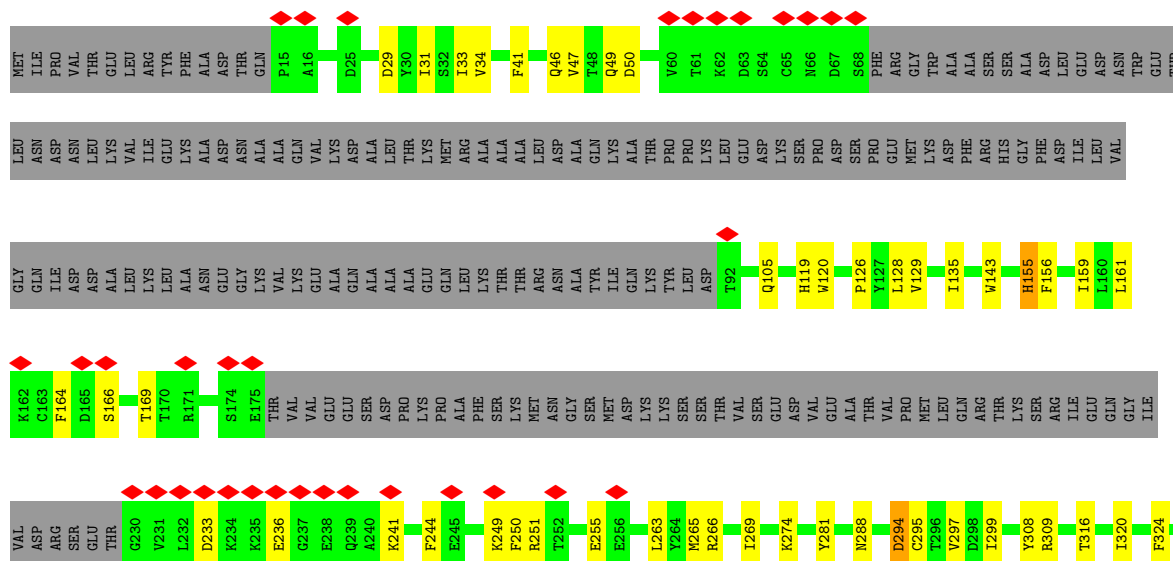 MET ILE PRO VAL THR GLU LEU ARG TYR PHE ALA ASP THR GLN P15 A16 D25 D29 Y30 I31 S32 I33 V34 F41 Q46 V47 T48 Q49 D50 V60 T61 K62 D63 S64 C65 N66 D67 S68 PHE ARG GLY TRP ALA ALA SER SER ALA ASP LEU GLU ASP ASN TRP GLU
LEU ASN ASP ASP ASN LEU LYS VAL ILE GLU LYS ALA ASP ASN ALA ALA GLN VAL LYS ASP ALA LEU THR LYS MET ARG ALA ALA ALA LEU ASP ALA GLN LYS ALA THR PRO PRO LYS LEU GLU ASP LYS SER PRO ASP SER PRO GLU MET LYS ASP PHE ARG HIS GLY PHE ASP ILE LEU VAL
GLY GLN ILE ASP ASP ALA LEU LYS LEU ALA ASN GLU GLY LYS VAL LYS GLU ALA GLN ALA ALA ALA GLU GLN LEU LYS THR THR ARG ASN ALA TYR ILE GLN LYS TYR LEU ASP T92 Q105 H119 W120 P126 Y127 L128 V129 I135 W143 H155 F156 I159 L160 L161
K162 C163 F164 D165 S166 T169 T170 R171 S174 E175 THR VAL VAL GLU GLU SER ASP PRO LYS PRO ALA PHE SER LYS MET ASN GLY SER MET ASP LYS LYS SER SER THR VAL SER GLU ASP VAL GLU ALA THR VAL PRO MET LEU GLN ARG THR LYS SER ARG ILE GLU GLN GLY ILE
VAL ASP ARG SER GLU THR G230 V231 L232 D233 K234 K235 E236 G237 E238 Q239 A240 K241 F244 E245 K249 F250 R251 T252 E255 E256 L263 Y264 M265 R266 I269 K274 Y281 N288 D294 C295 T296 V297 D298 I299 Y308 R309 T316 I320 F324